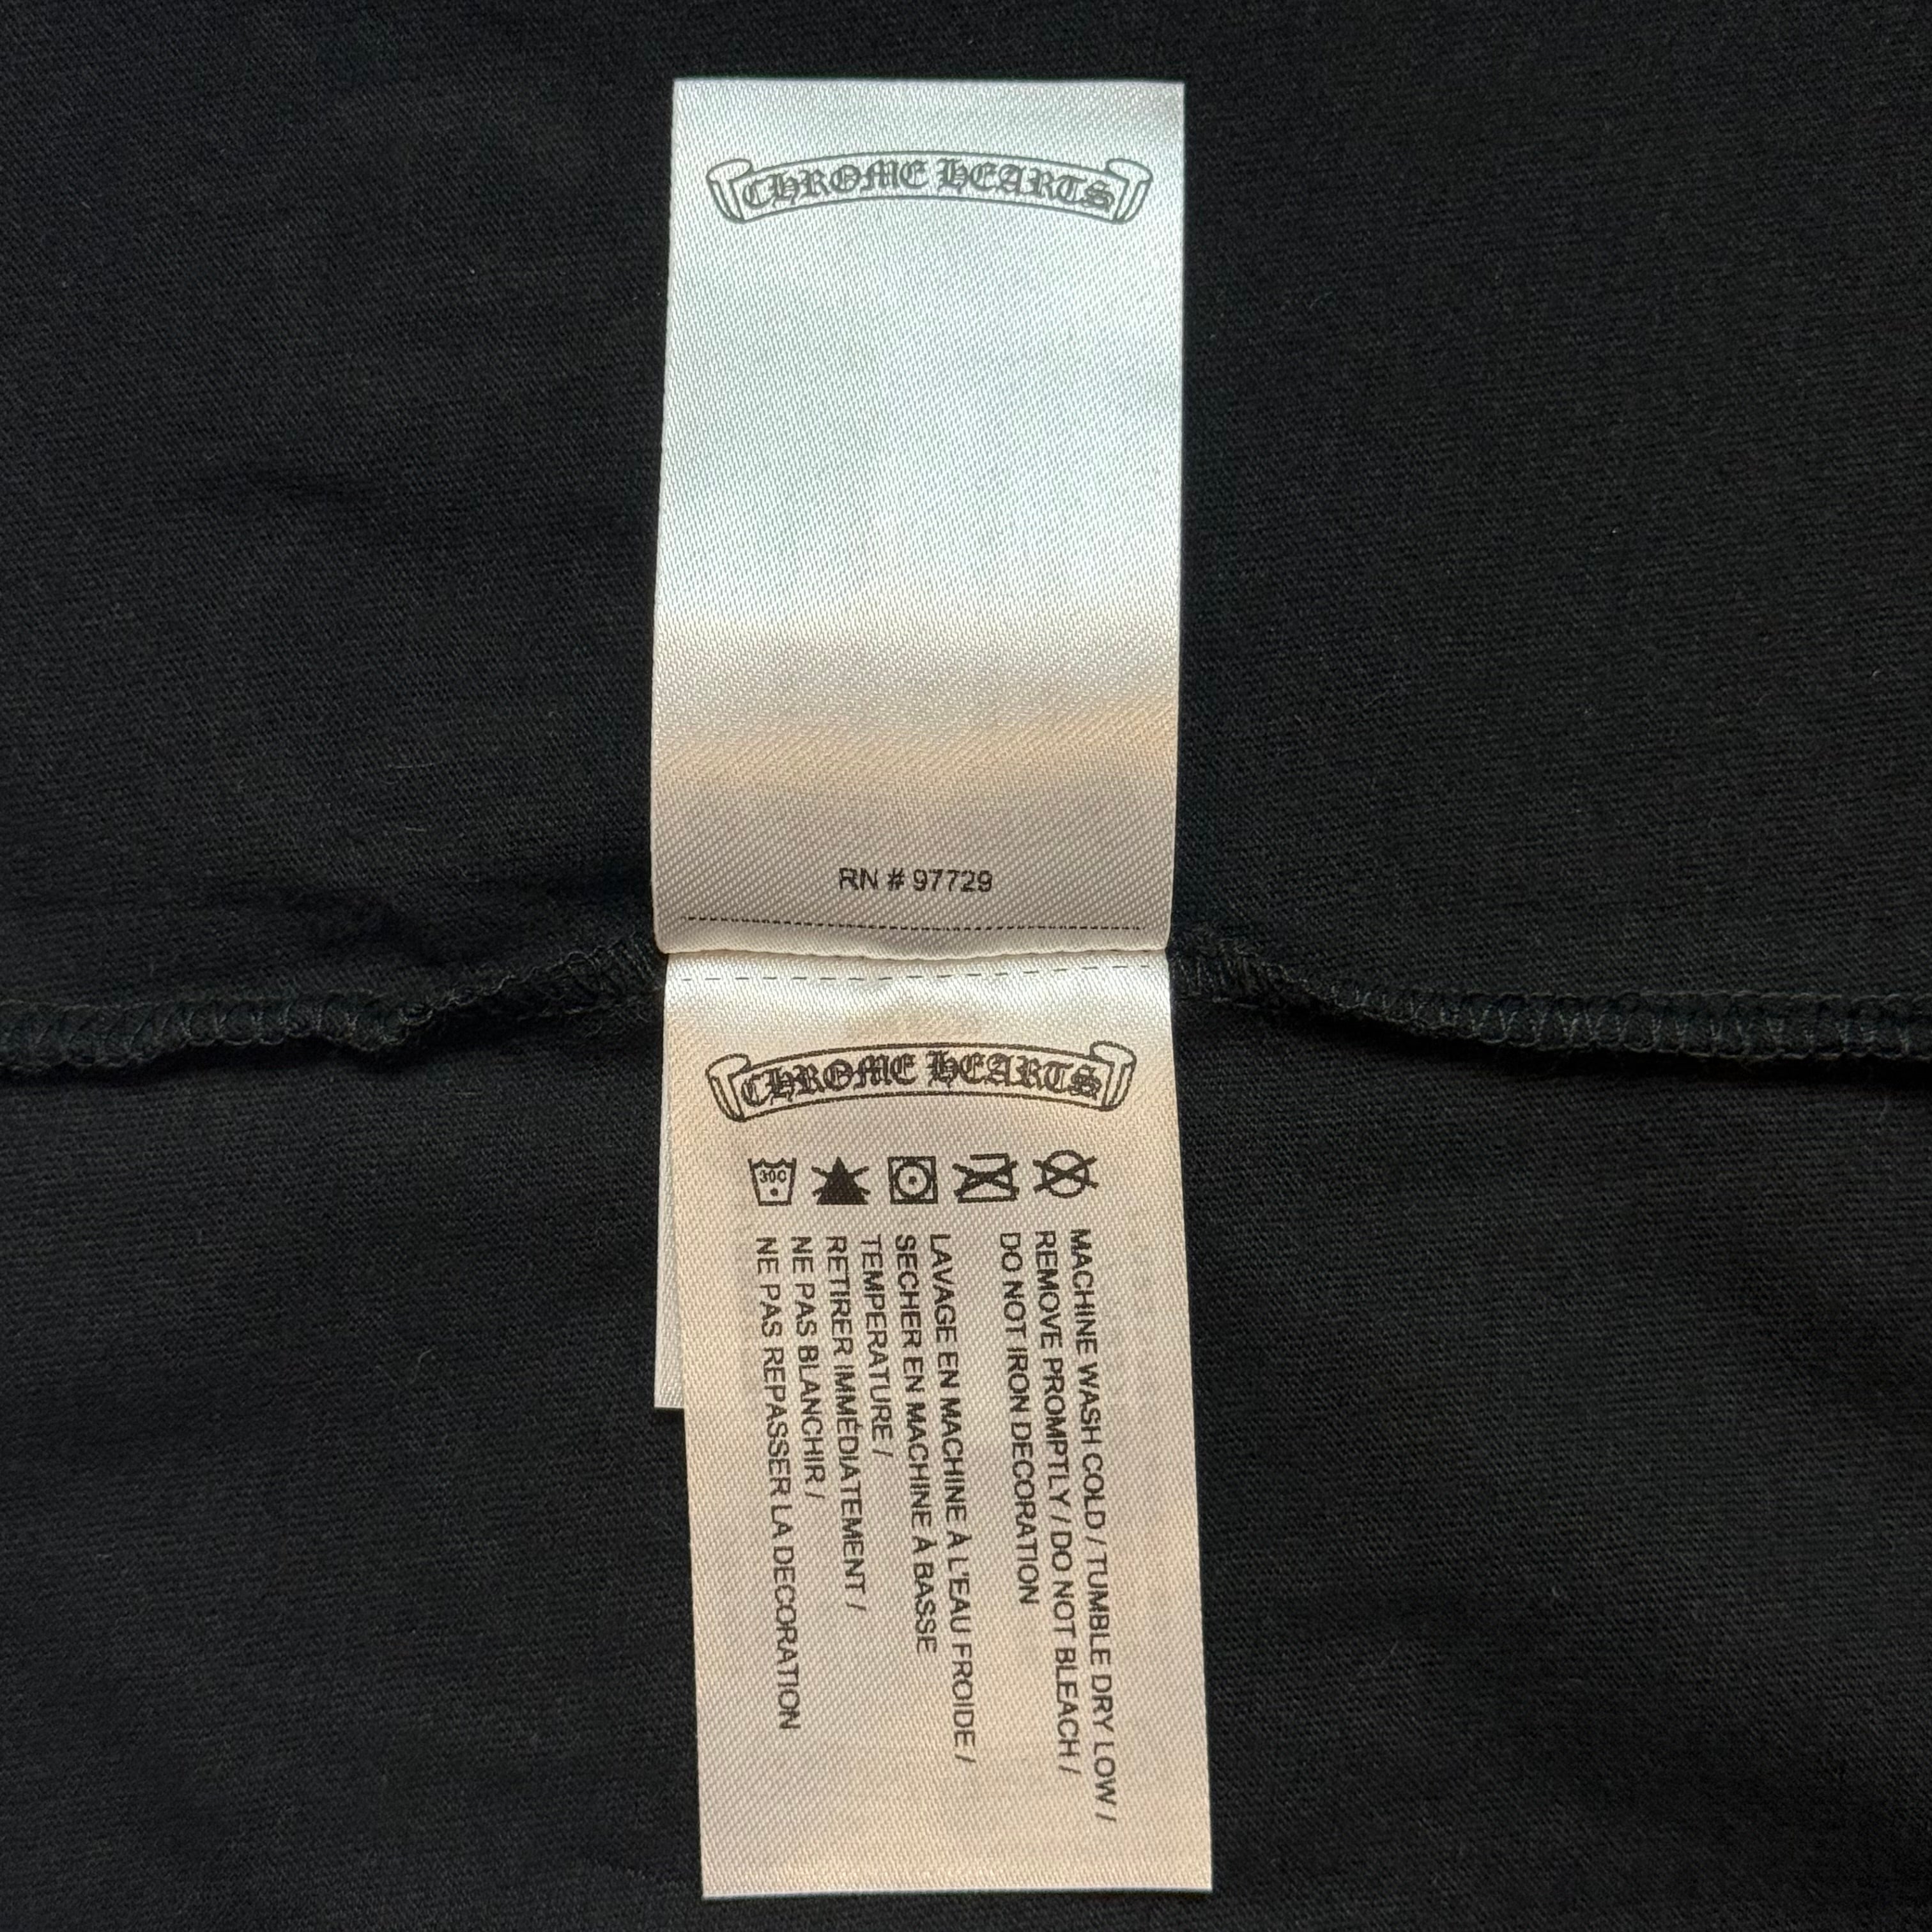 CHROME HEARTS
RN # 97729
CHROME HEARTS
30C
MACHINE WASH COLD / TUMBLE DRY LOW /
REMOVE PROMPTLY / DO NOT BLEACH /
DO NOT IRON DECORATION
LAVAGE EN MACHINE À L'EAU FROIDE /
SECHER EN MACHINE À BASSE
TEMPERATURE /
RETIRER IMMÉDIATEMENT /
NE PAS BLANCHIR /
NE PAS REPASSER LA DECORATION